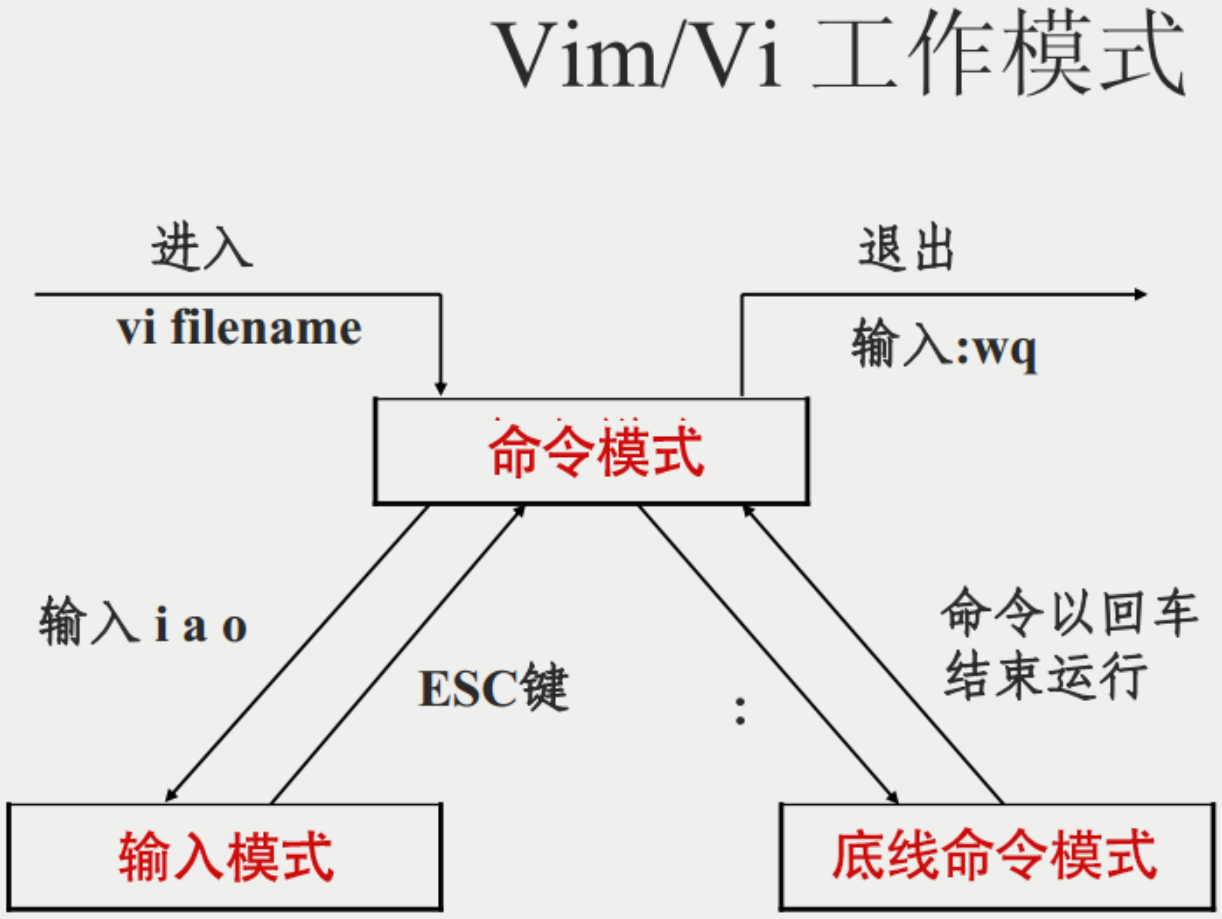 Vim/Vi 工作模式
进入
vi filename
退出
输入:wq
命令模式
输入 i a o
ESC键
:
命令以回车
结束运行
输入模式
底线命令模式